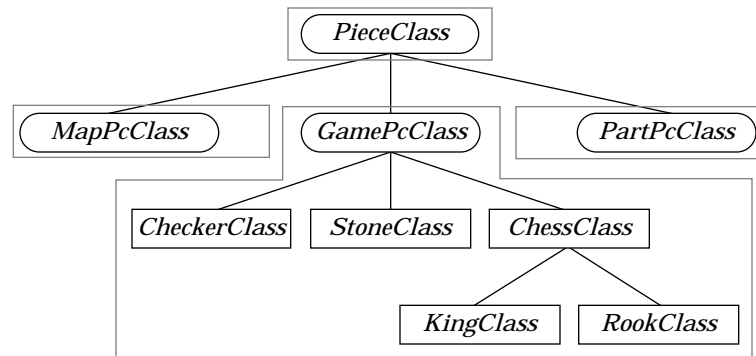 PieceClass
MapPcClass GamePcClass PartPcClass
CheckerClass StoneClass ChessClass
KingClass RookClass